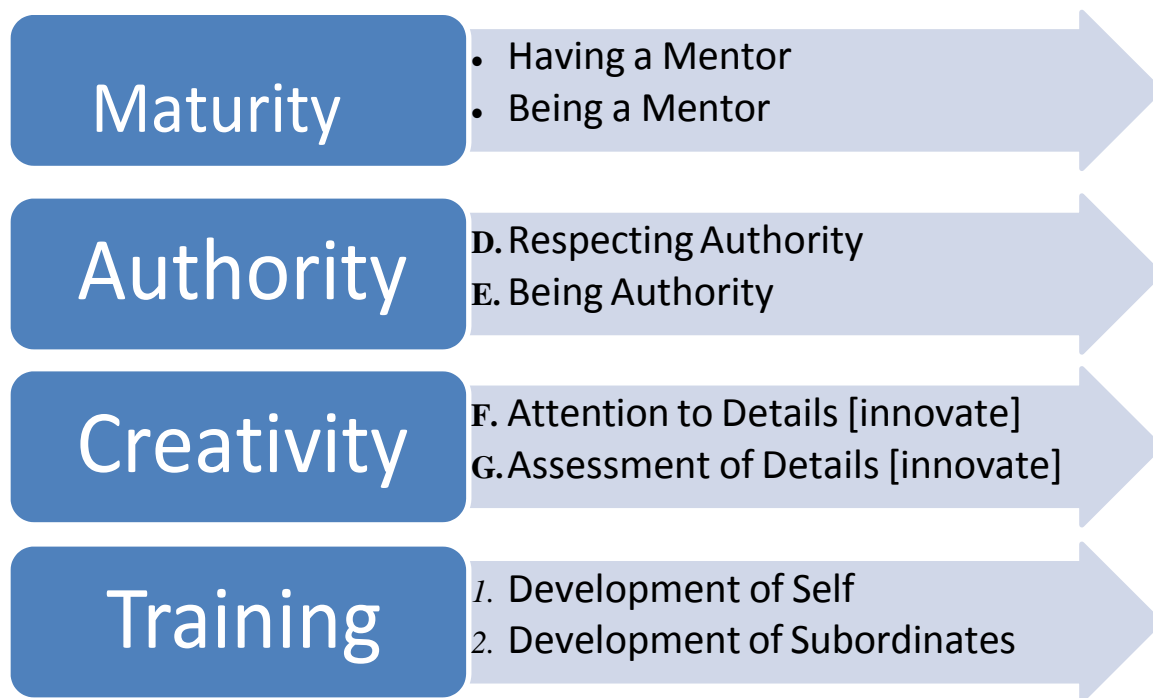 Maturity
• Having a Mentor
• Being a Mentor
Authority
D. Respecting Authority
E. Being Authority
Creativity
F. Attention to Details [innovate]
G. Assessment of Details [innovate]
Training
1. Development of Self
2. Development of Subordinates